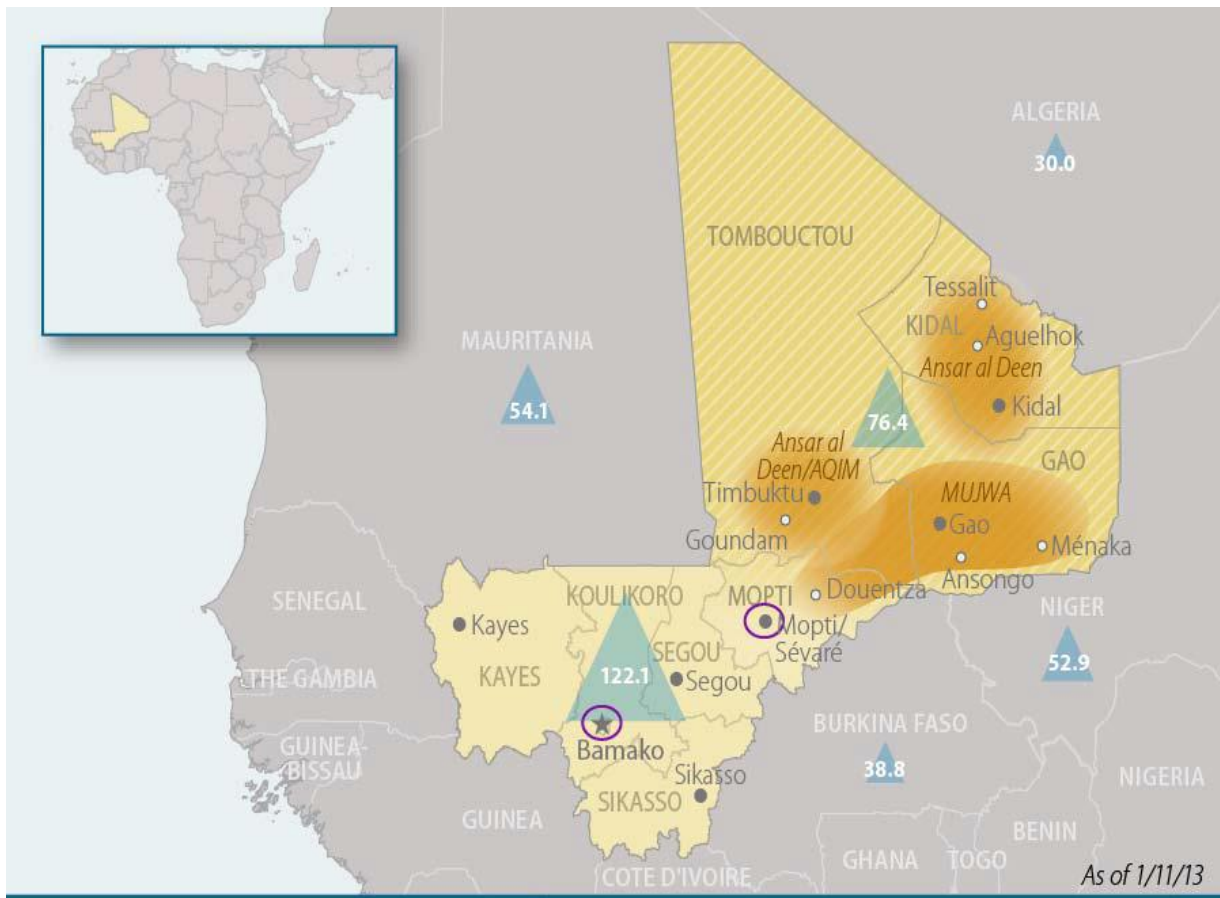 ALGERIA
30.0
TOMBOUCTOU
Tessalit
KIDAL
Aguelhok
Ansar al Deen
Kidal
MAURITANIA
54.1
76.4
Ansar al
Deen/AQIM
GAO
Timbuktu
MUJWA
Gao
Goundam
Ménaka
Ansongo
Douentza
KOULIKORO
MOPTI
SENEGAL
Kayes
Mopti/
Sévaré
NIGER
52.9
SEGOU
KAYES
122.1
Segou
THE GAMBIA
BURKINA FASO
38.8
GUINEA-
BISSAU
Bamako
Sikasso
SIKASSO
NIGERIA
GUINEA
BENIN
GHANA
TOGO
COTE D'IVOIRE
As of 1/11/13